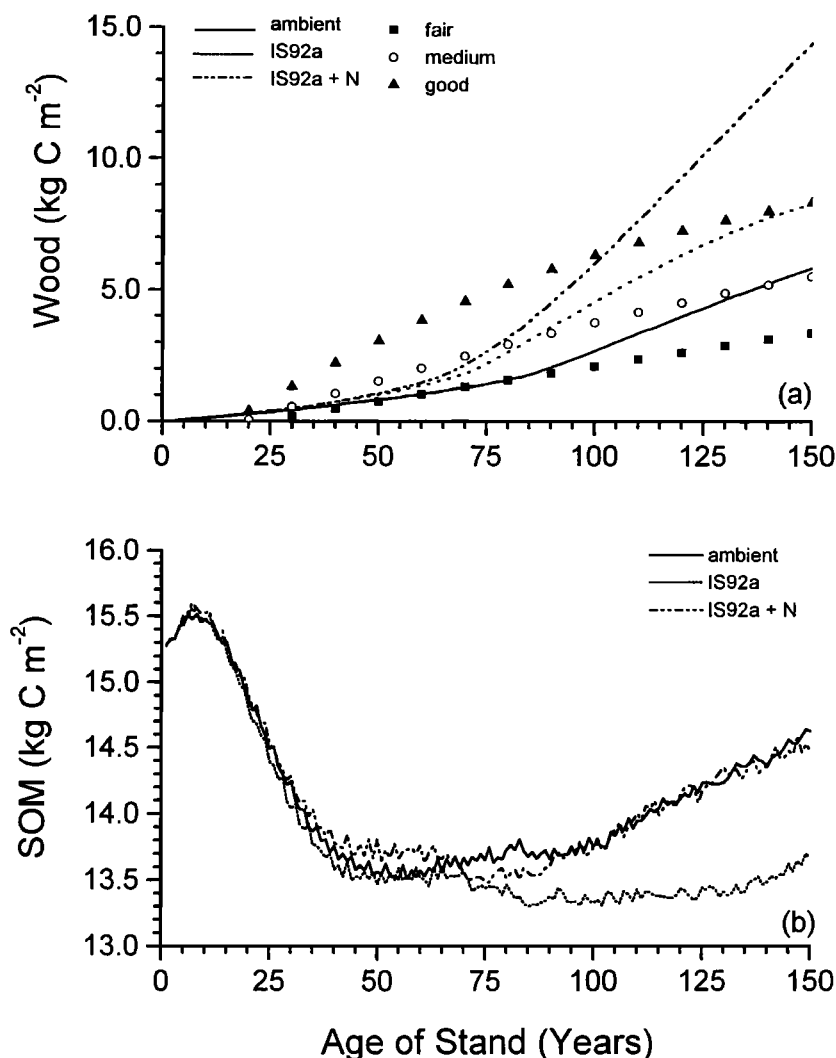 15.0
10.0
5.0
0.0
Wood (kg C m⁻²)
ambient
IS92a
IS92a + N
fair
medium
good
(a)
0 25 50 75 100 125 150
16.0
15.5
15.0
14.5
14.0
13.5
13.0
SOM (kg C m⁻²)
ambient
IS92a
IS92a + N
(b)
0 25 50 75 100 125 150
Age of Stand (Years)